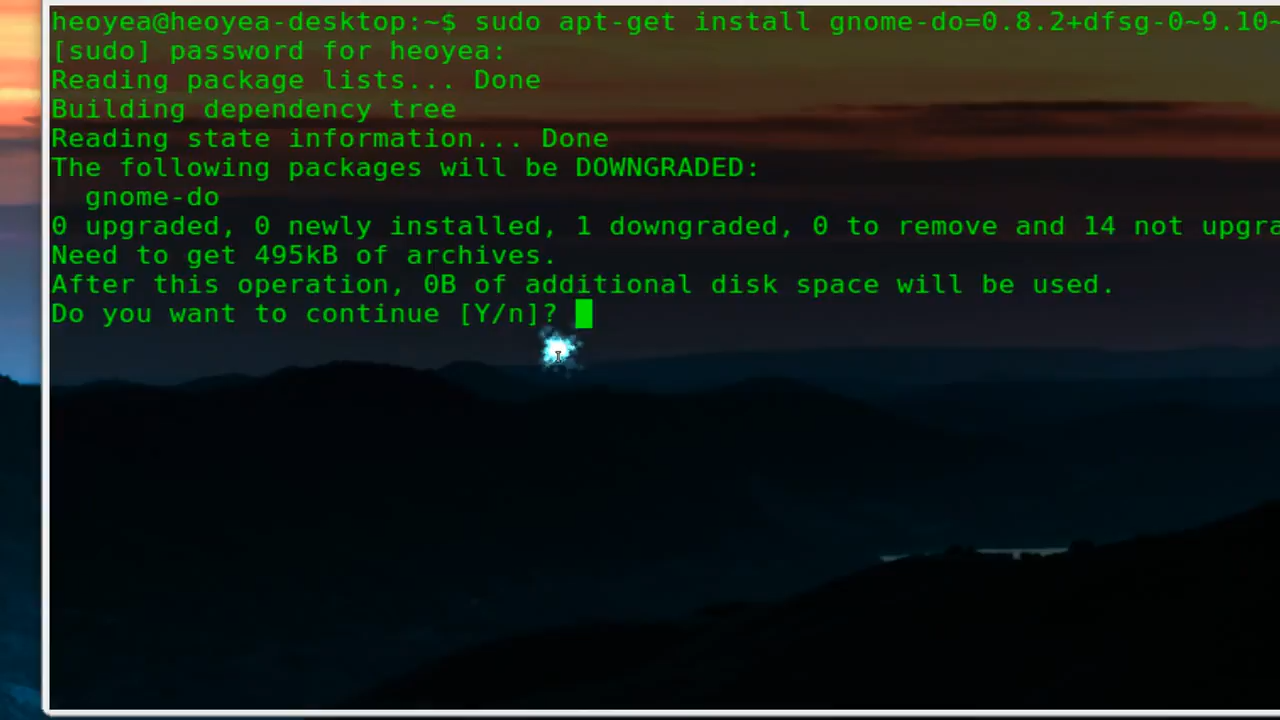 heoyea@heoyea-desktop:~$ sudo apt-get install gnome-do=0.8.2+dfsg-0~9.10~
[sudo] password for heoyea:
Reading package lists... Done
Building dependency tree
Reading state information... Done
The following packages will be DOWNGRADED:
  gnome-do
0 upgraded, 0 newly installed, 1 downgraded, 0 to remove and 14 not upgra
Need to get 495kB of archives.
After this operation, 0B of additional disk space will be used.
Do you want to continue [Y/n]?